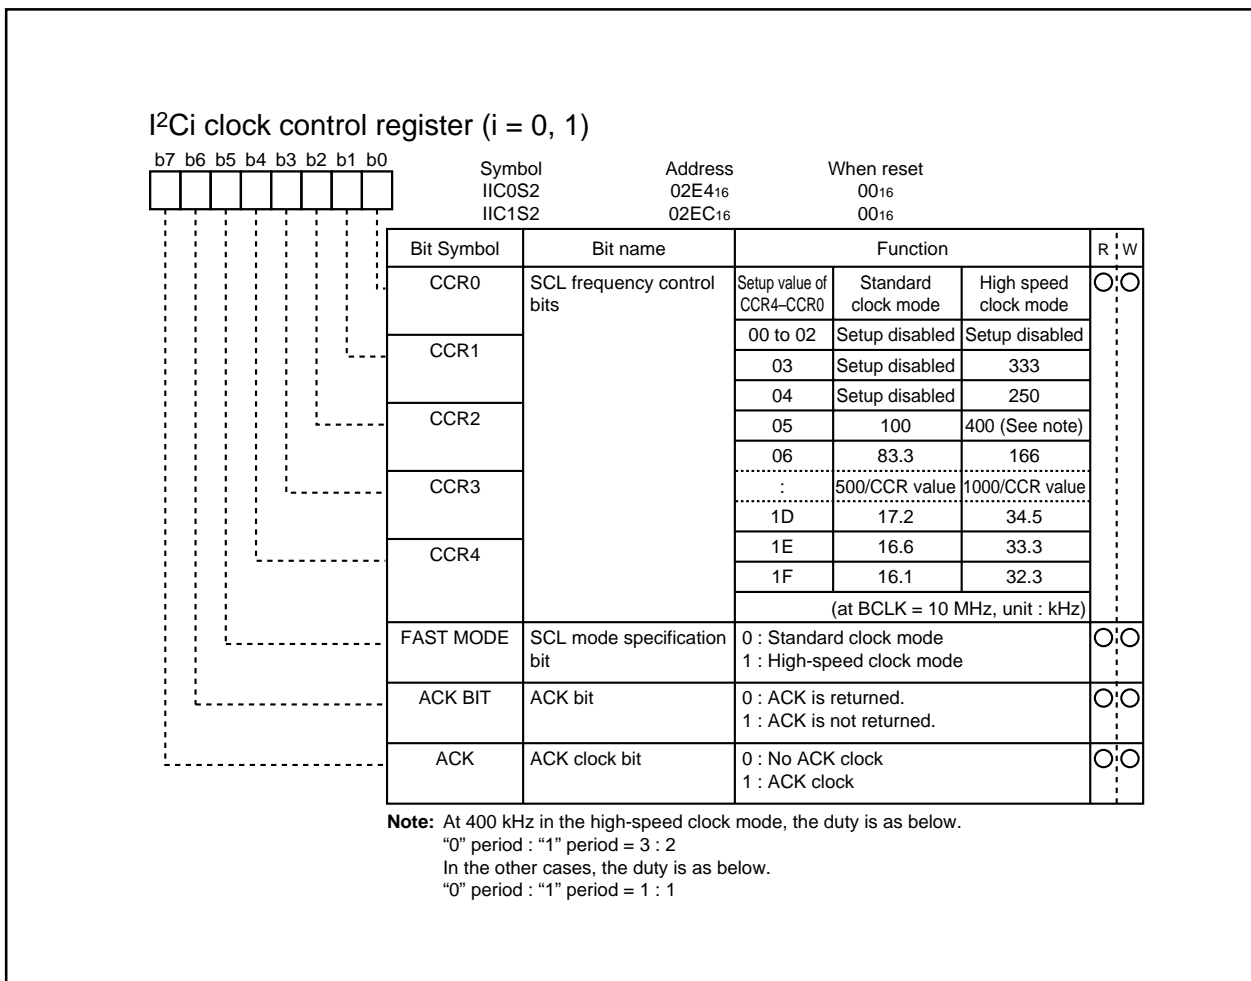 I2Ci clock control register (i = 0, 1)
b7 b6 b5 b4 b3 b2 b1 b0
Symbol Address When reset
IIC0S2 02E416 0016
IIC1S2 02EC16 0016
Bit Symbol Bit name Function R W
CCR0 SCL frequency control bits
Setup value of CCR4–CCR0 Standard clock mode High speed clock mode
00 to 02 Setup disabled Setup disabled
CCR1
03 Setup disabled 333
04 Setup disabled 250
CCR2
05 100 400 (See note)
06 83.3 166
CCR3
: 500/CCR value 1000/CCR value
1D 17.2 34.5
CCR4
1E 16.6 33.3
1F 16.1 32.3
(at BCLK = 10 MHz, unit : kHz)
FAST MODE SCL mode specification bit
0 : Standard clock mode
1 : High-speed clock mode
ACK BIT ACK bit 0 : ACK is returned.
1 : ACK is not returned.
ACK ACK clock bit 0 : No ACK clock
1 : ACK clock
Note: At 400 kHz in the high-speed clock mode, the duty is as below.
“0” period : “1” period = 3 : 2
In the other cases, the duty is as below.
“0” period : “1” period = 1 : 1